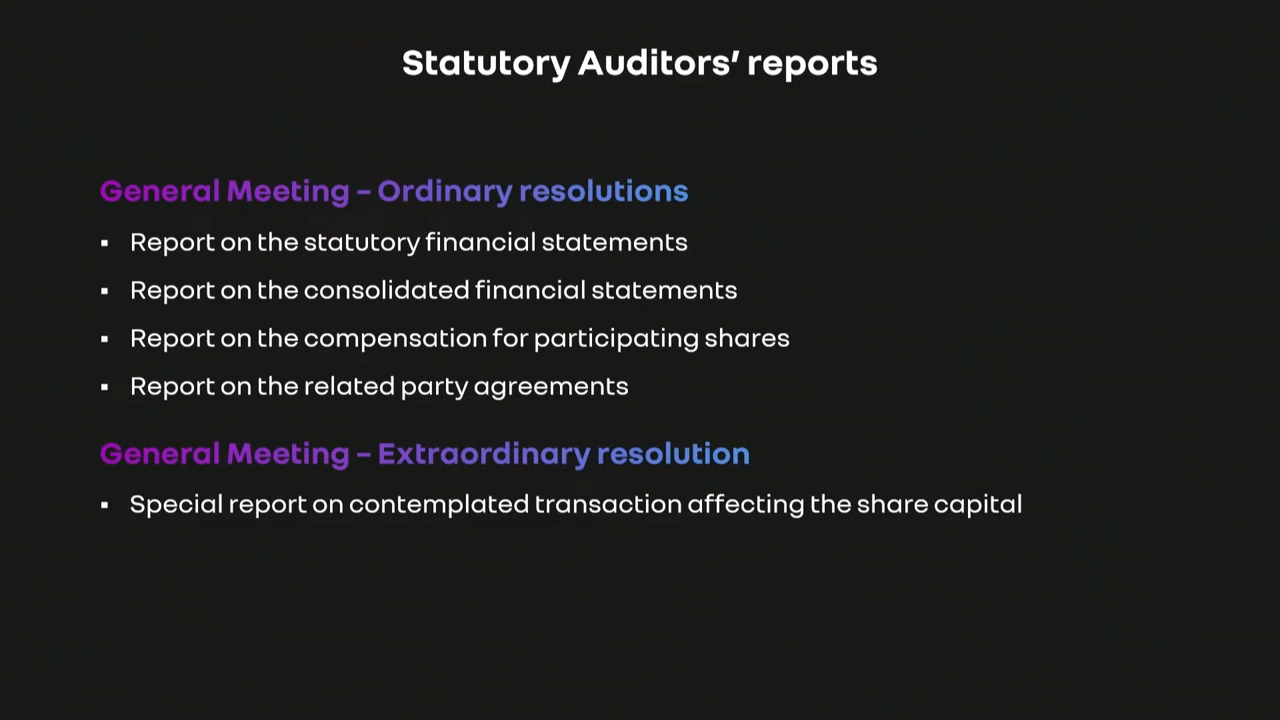 Statutory Auditors’ reports
General Meeting – Ordinary resolutions
▪ Report on the statutory financial statements
▪ Report on the consolidated financial statements
▪ Report on the compensation for participating shares
▪ Report on the related party agreements
General Meeting – Extraordinary resolution
▪ Special report on contemplated transaction affecting the share capital